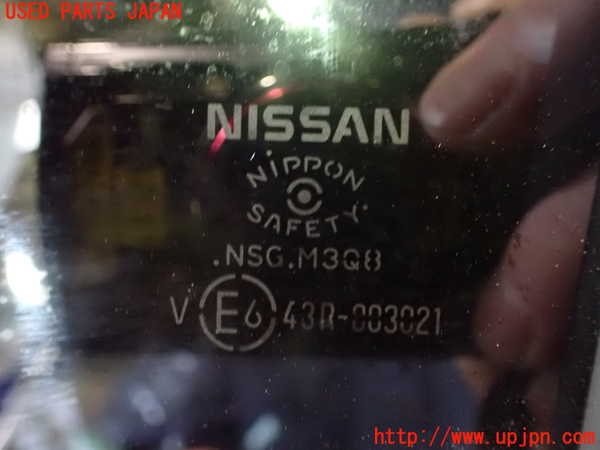 USED PARTS JAPAN
NISSAN
NIPPON
SAFETY
.NSG.M3Q8
V E6 43R-003021
http://www.upjpn.com/